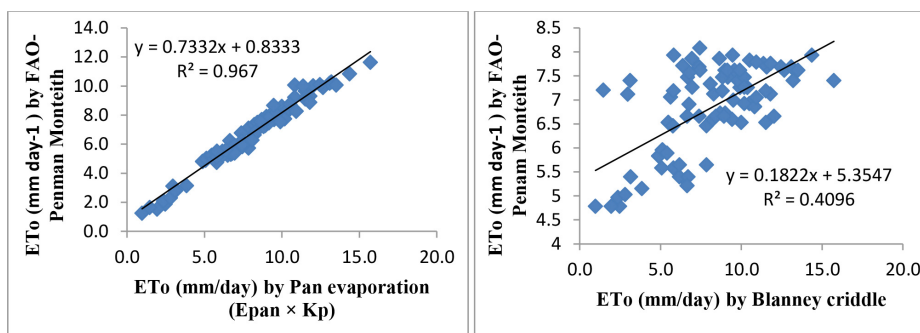 ETo (mm day-1 ) by FAO-
Penman Monteith
14.0
12.0
10.0
8.0
6.0
4.0
2.0
0.0
y = 0.7332x + 0.8333
R² = 0.967
0.0 5.0 10.0 15.0 20.0
ETo (mm/day) by Pan evaporation
(Epan × Kp)
ETo (mm day-1 ) by FAO-
Penam Monteith
8.5
8
7.5
7
6.5
6
5.5
5
4.5
4
y = 0.1822x + 5.3547
R² = 0.4096
0.0 5.0 10.0 15.0 20.0
ETo (mm/day) by Blanney criddle